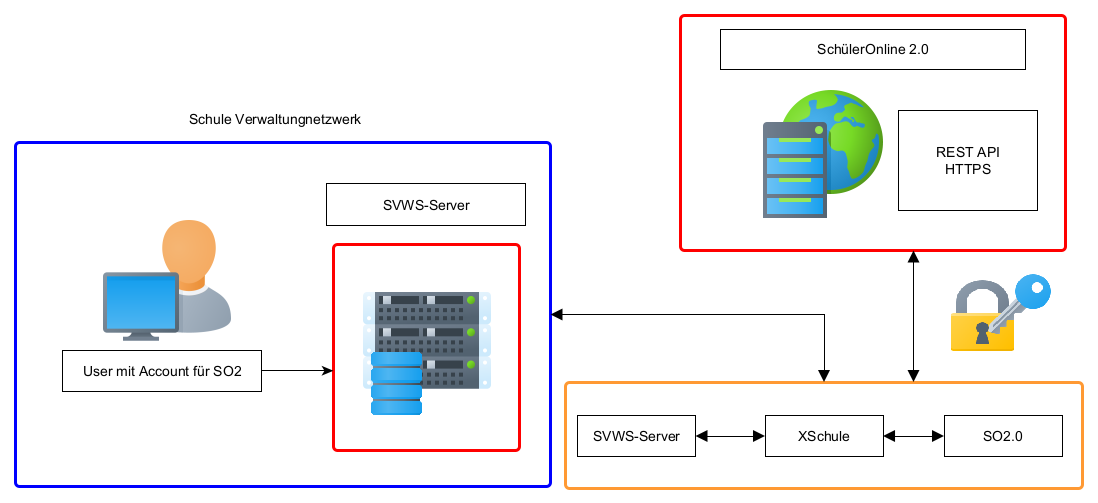 SchülerOnline 2.0
REST API
HTTPS
Schule Verwaltungnetzwerk
SVWS-Server
User mit Account für SO2
SVWS-Server
XSchule
SO2.0